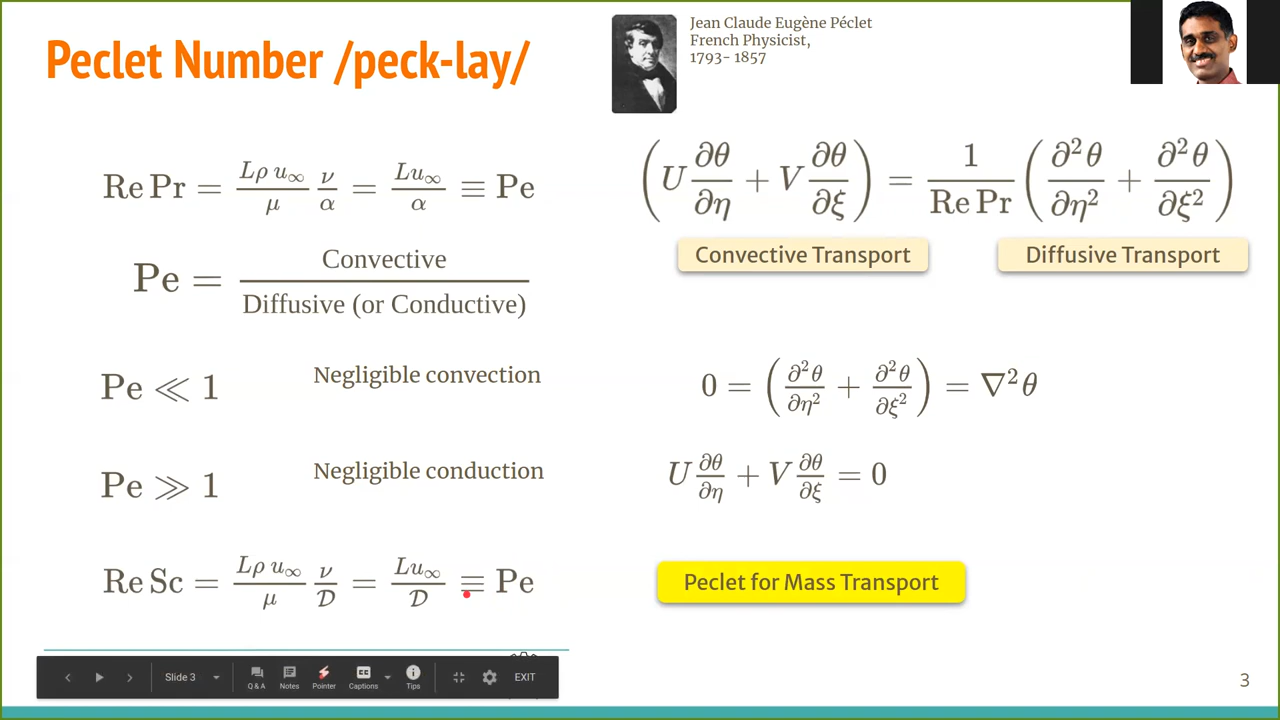 Peclet Number /peck-lay/
Jean Claude Eugène Péclet
French Physicist,
1793- 1857
Re Pr = Lρ u∞/μ ν/α = Lu∞/α ≡ Pe
(U ∂θ/∂η + V ∂θ/∂ξ) = 1/Re Pr (∂²θ/∂η² + ∂²θ/∂ξ²)
Convective Transport
Diffusive Transport
Pe = Convective/Diffusive (or Conductive)
Pe ≪ 1
Negligible convection
0 = (∂²θ/∂η² + ∂²θ/∂ξ²) = ∇²θ
Pe ≫ 1
Negligible conduction
U ∂θ/∂η + V ∂θ/∂ξ = 0
Re Sc = Lρ u∞/μ ν/𝒟 = Lu∞/𝒟 ≡ Pe
Peclet for Mass Transport
Slide 3
Q & A
Notes
Pointer
CC
Captions
Tips
EXIT
3